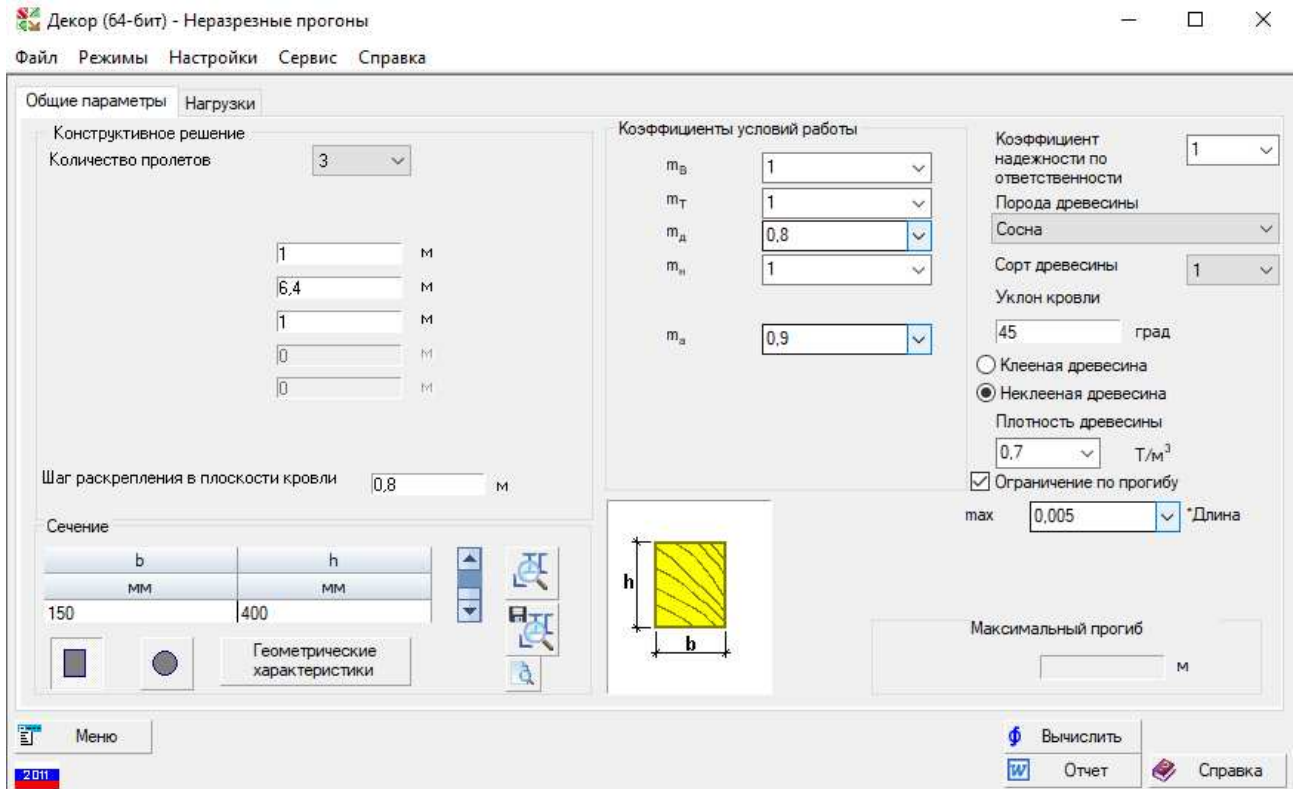 Декор (64-бит) - Неразрезные прогоны
Файл Режимы Настройки Сервис Справка
Общие параметры Нагрузки
Конструктивное решение
Количество пролетов 3
1 м
6,4 м
1 м
0 м
0 м
Шаг раскрепления в плоскости кровли 0,8 м
Сечение
b h
мм мм
150 400
Геометрические
характеристики
Коэффициенты условий работы
mВ 1
mТ 1
mд 0,8
mн 1
mа 0,9
h
b
Коэффициент
надежности по
ответственности
1
Порода древесины
Сосна
Сорт древесины 1
Уклон кровли
45 град
Клееная древесина
Неклееная древесина
Плотность древесины
0,7 Т/м³
Ограничение по прогибу
max 0,005 *Длина
Максимальный прогиб
м
Меню
Вычислить
2011
Отчет
Справка